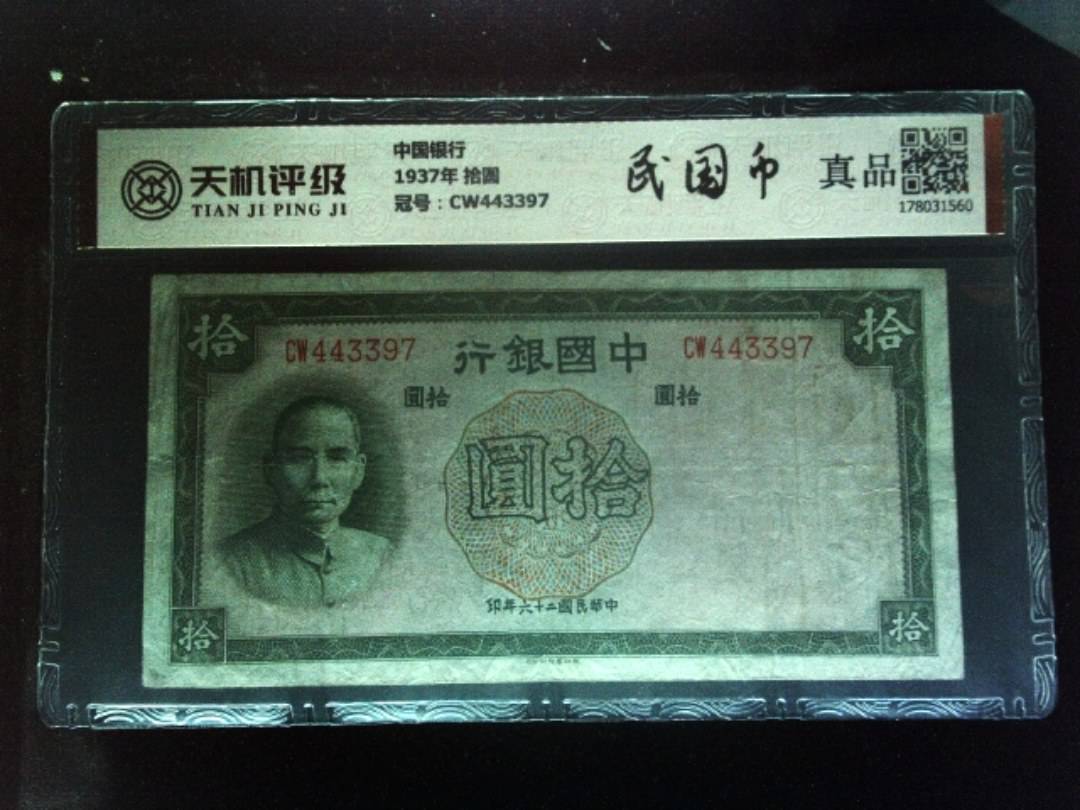 天机评级
TIAN JI PING JI
中国银行
1937年 拾圆
冠号：CW443397
民国币
真品
178031560
拾
拾
CW443397
行銀國中
CW443397
圓拾
圓拾
圓拾
印年六十二國民華中
拾
拾